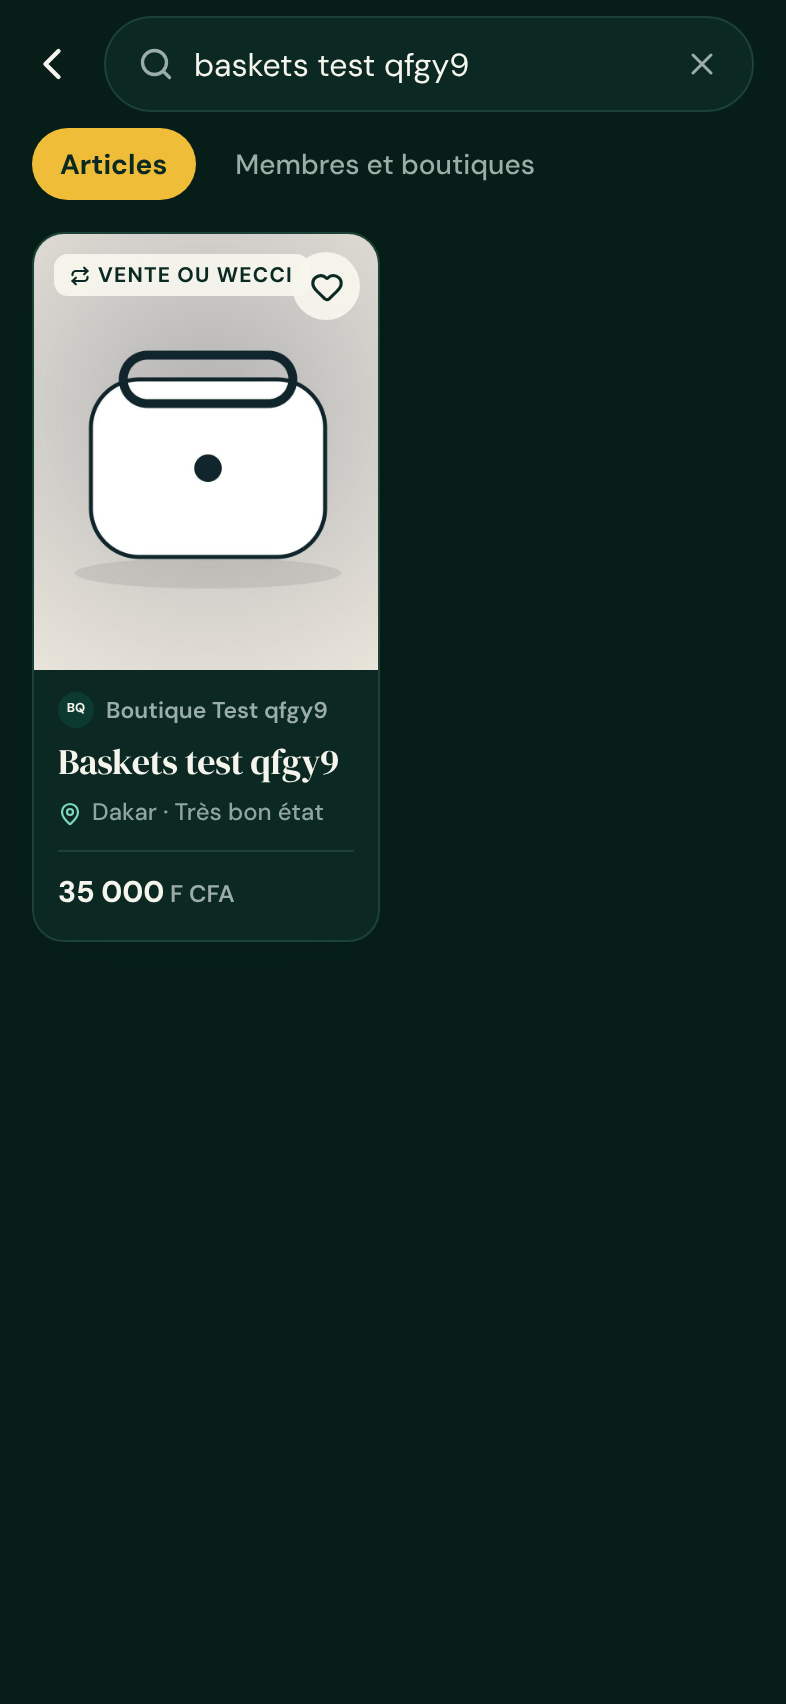 baskets test qfgy9
Articles
Membres et boutiques
VENTE OU WECCI
BQ
Boutique Test qfgy9
Baskets test qfgy9
Dakar · Très bon état
35 000 F CFA